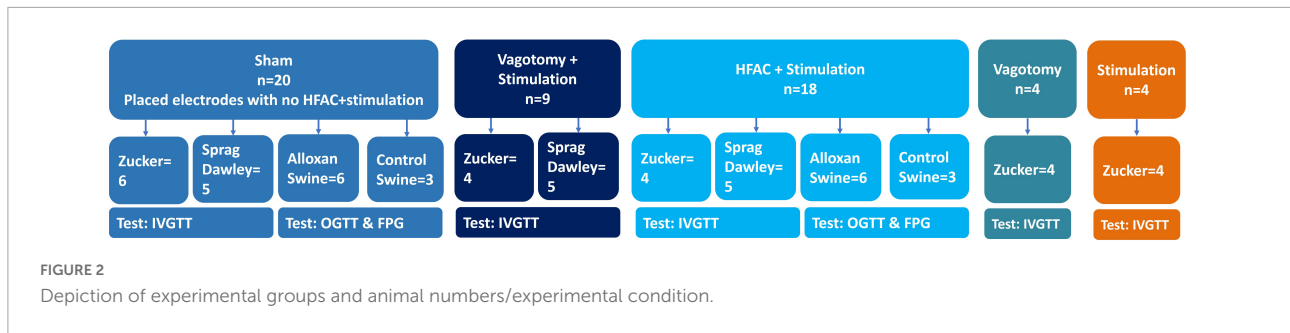 Sham
n=20
Placed electrodes with no HFAC+stimulation
Vagotomy +
Stimulation
n=9
HFAC + Stimulation
n=18
Vagotomy
n=4
Stimulation
n=4
Zucker=
6
Sprag
Dawley=
5
Alloxan
Swine=6
Control
Swine=3
Zucker=
4
Sprag
Dawley=
5
Zucker=
4
Sprag
Dawley=
5
Alloxan
Swine=6
Control
Swine=3
Zucker=4
Zucker=4
Test: IVGTT
Test: OGTT & FPG
Test: IVGTT
Test: IVGTT
Test: OGTT & FPG
Test: IVGTT
Test: IVGTT
FIGURE 2
Depiction of experimental groups and animal numbers/experimental condition.